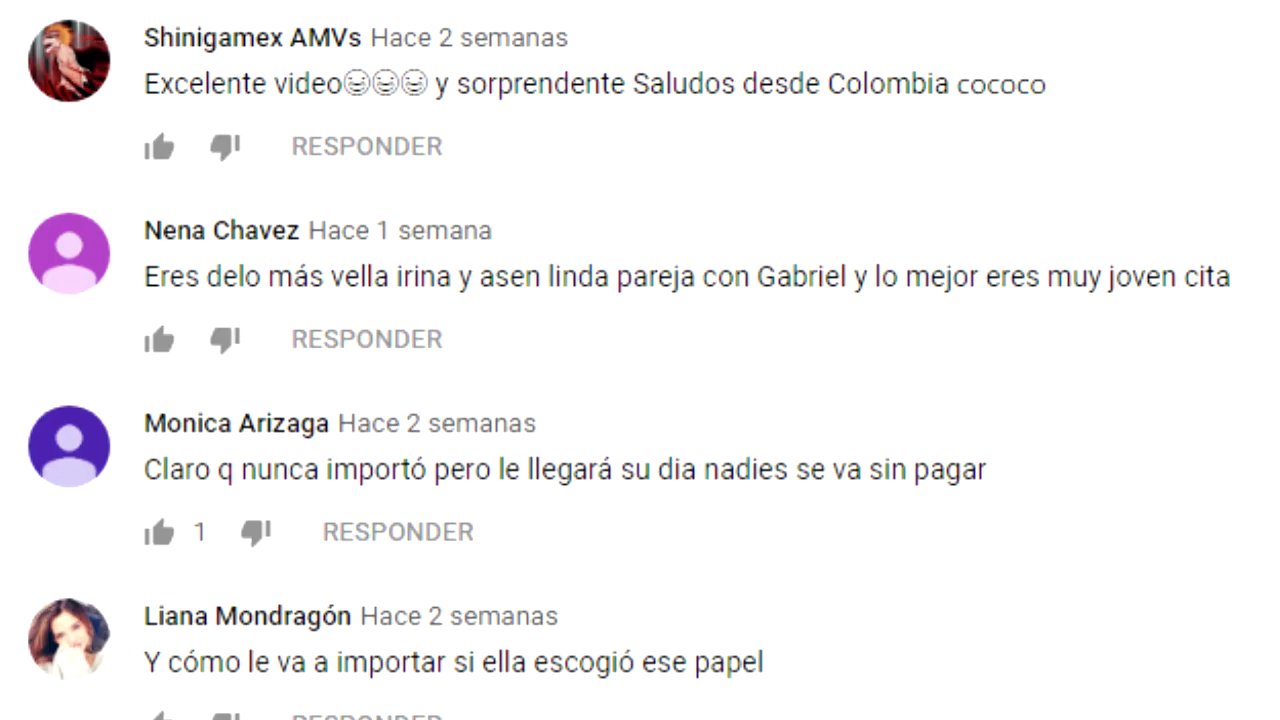 Shinigamex AMVs Hace 2 semanas
Excelente video😄😄😄 y sorprendente Saludos desde Colombia cococo
RESPONDER
Nena Chavez Hace 1 semana
Eres delo más vella irina y asen linda pareja con Gabriel y lo mejor eres muy joven cita
RESPONDER
Monica Arizaga Hace 2 semanas
Claro q nunca importó pero le llegará su dia nadies se va sin pagar
1 RESPONDER
Liana Mondragón Hace 2 semanas
Y cómo le va a importar si ella escogió ese papel
RESPONDER